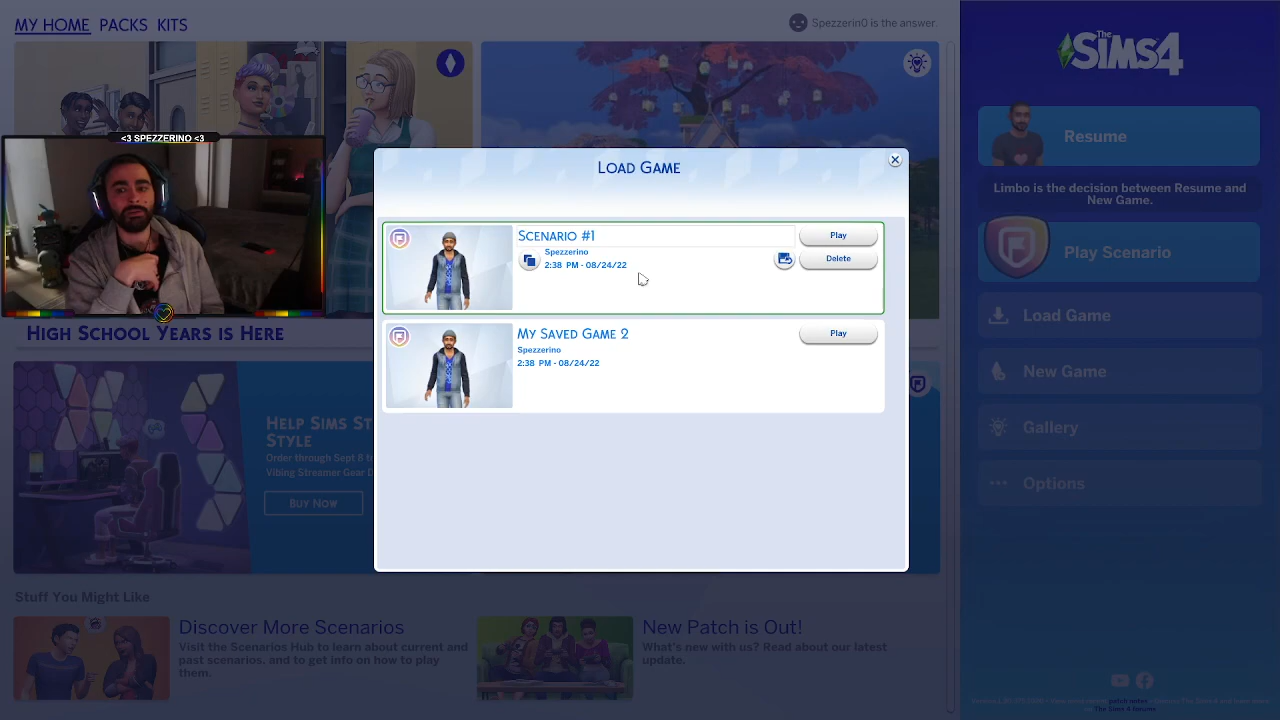 MY HOME PACKS KITS
Spezzerin0 is the answer.
<3 SPEZZERINO <3
HIGH SCHOOL YEARS IS HERE
HELP SIMS ST
STYLE
Order through Sept 8 t
Vibing Streamer Gear D
BUY NOW
Stuff You Might Like
Discover More Scenarios
Visit the Scenarios Hub to learn about current and
past scenarios, and to get info on how to play
them.
New Patch is Out!
What's new with us? Read about our latest
update.
LOAD GAME
SCENARIO #1
Spezzerino
2:38 PM - 08/24/22
Play
Delete
MY SAVED GAME 2
Spezzerino
2:38 PM - 08/24/22
Play
The
SIMS 4
Resume
Limbo is the decision between Resume and
New Game.
Play Scenario
Load Game
New Game
Gallery
Options